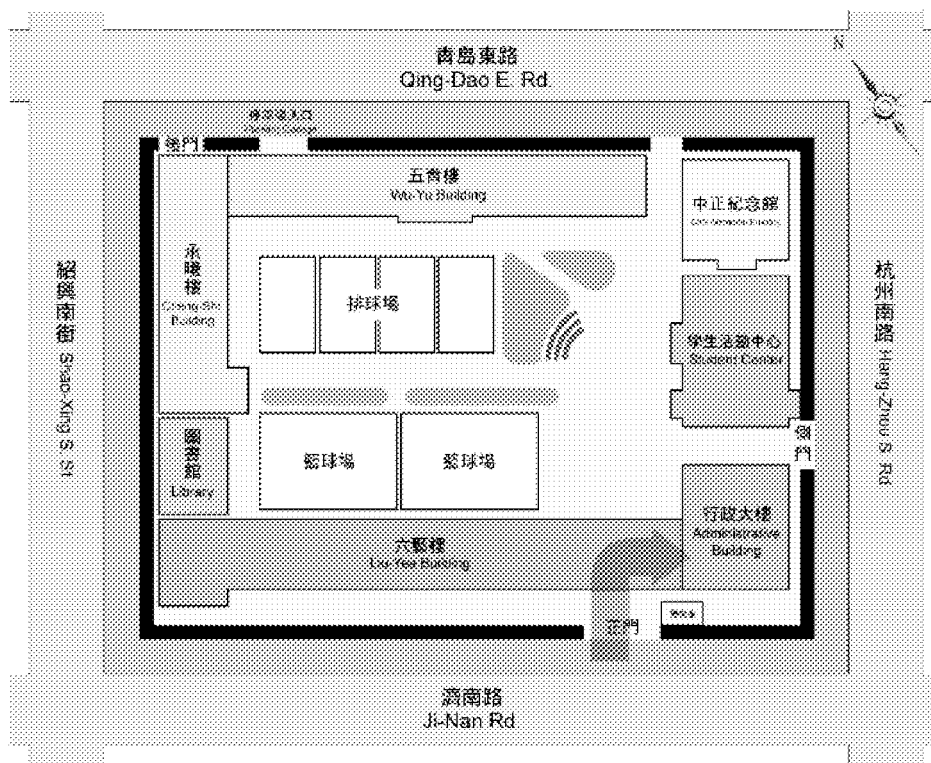 青島東路
Qing-Dao E. Rd.
N
後門
五育樓
Wu-Yu Building
中正紀念館
承曦樓
Cheng-Shi
Building
排球場
学生活動中心
Student Center
紹興南街 Shao-Xing S. St
杭州南路 Hang-Zhou S. Rd
側門
圖書館
Library
籃球場
籃球場
行政大樓
Administrative
Building
六藝樓
Liu-Yea Building
正門
濟南路
Ji-Nan Rd